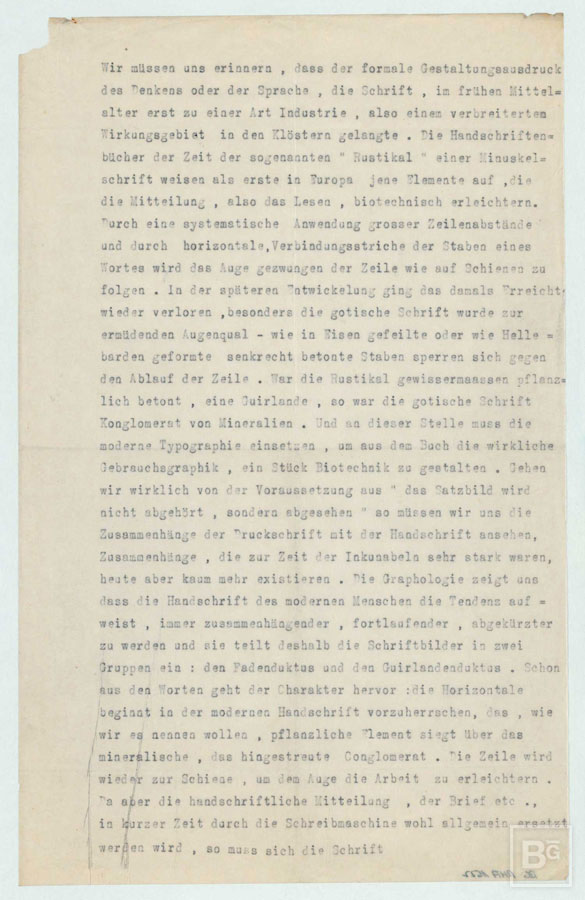 Wir müssen uns erinnern , dass der formale Gestaltungsausdruck
des Denkens oder der Sprache , die Schrift , im frühen Mittel=
alter erst zu einer Art Industrie , also einem verbreiterten
Wirkungsgebiet in den Klöstern gelangte . Die Handschriften=
bücher der Zeit der sogenannten " Rustikal " einer Minuskel=
schrift weisen als erste in Europa jene Elemente auf ,die
die Mitteilung , also das Lesen , biotechnisch erleichtern.
Durch eine systematische Anwendung grosser Zeilenabstände
und durch horizontale,Verbindungsstriche der Staben eines
Wortes wird das Auge gezwungen der Zeile wie auf Schienen zu
folgen . In der späteren Entwickelung ging das damals Erreichte
wieder verloren ,besonders die gotische Schrift wurde zur
ermüdenden Augenqual - wie in Eisen gefeilte oder wie Helle =
barden geformte senkrecht betonte Staben sperren sich gegen
den Ablauf der Zeile . War die Rustikal gewissermaassen pflanz=
lich betont , eine Guirlande , so war die gotische Schrift
Konglomerat von Mineralien . Und an dieser Stelle muss die
moderne Typographie einsetzen , um aus dem Buch die wirkliche
Gebrauchsgraphik , ein Stück Biotechnik zu gestalten . Gehen
wir wirklich von der Voraussetzung aus " das Satzbild wird
nicht abgehört , sondern abgesehen " so müssen wir uns die
Zusammenhänge der Druckschrift mit der Handschrift ansehen,
Zusammenhänge , die zur Zeit der Inkunabeln sehr stark waren,
heute aber kaum mehr existieren . Die Graphologie zeigt uns
dass die Handschrift des modernen Menschen die Tendenz auf =
weist , immer zusammenhängender , fortlaufender , abgekürzter
zu werden und sie teilt deshalb die Schriftbilder in zwei
Gruppen ein : den Fadenduktus und den Guirlandenduktus . Schon
aus den Worten geht der Charakter hervor :die Horizontale
beginnt in der modernen Handschrift vorzuherrschen, das , wie
wir es nennen wollen , pflanzliche Element siegt über das
mineralische , das hingestreute Conglomerat . Die Zeile wird
wieder zur Schiene , um dem Auge die Arbeit zu erleichtern .
Da aber die handschriftliche Mitteilung , der Brief etc .,
in kurzer Zeit durch die Schreibmaschine wohl allgemein ersetzt
werden wird , so muss sich die Schrift
BG